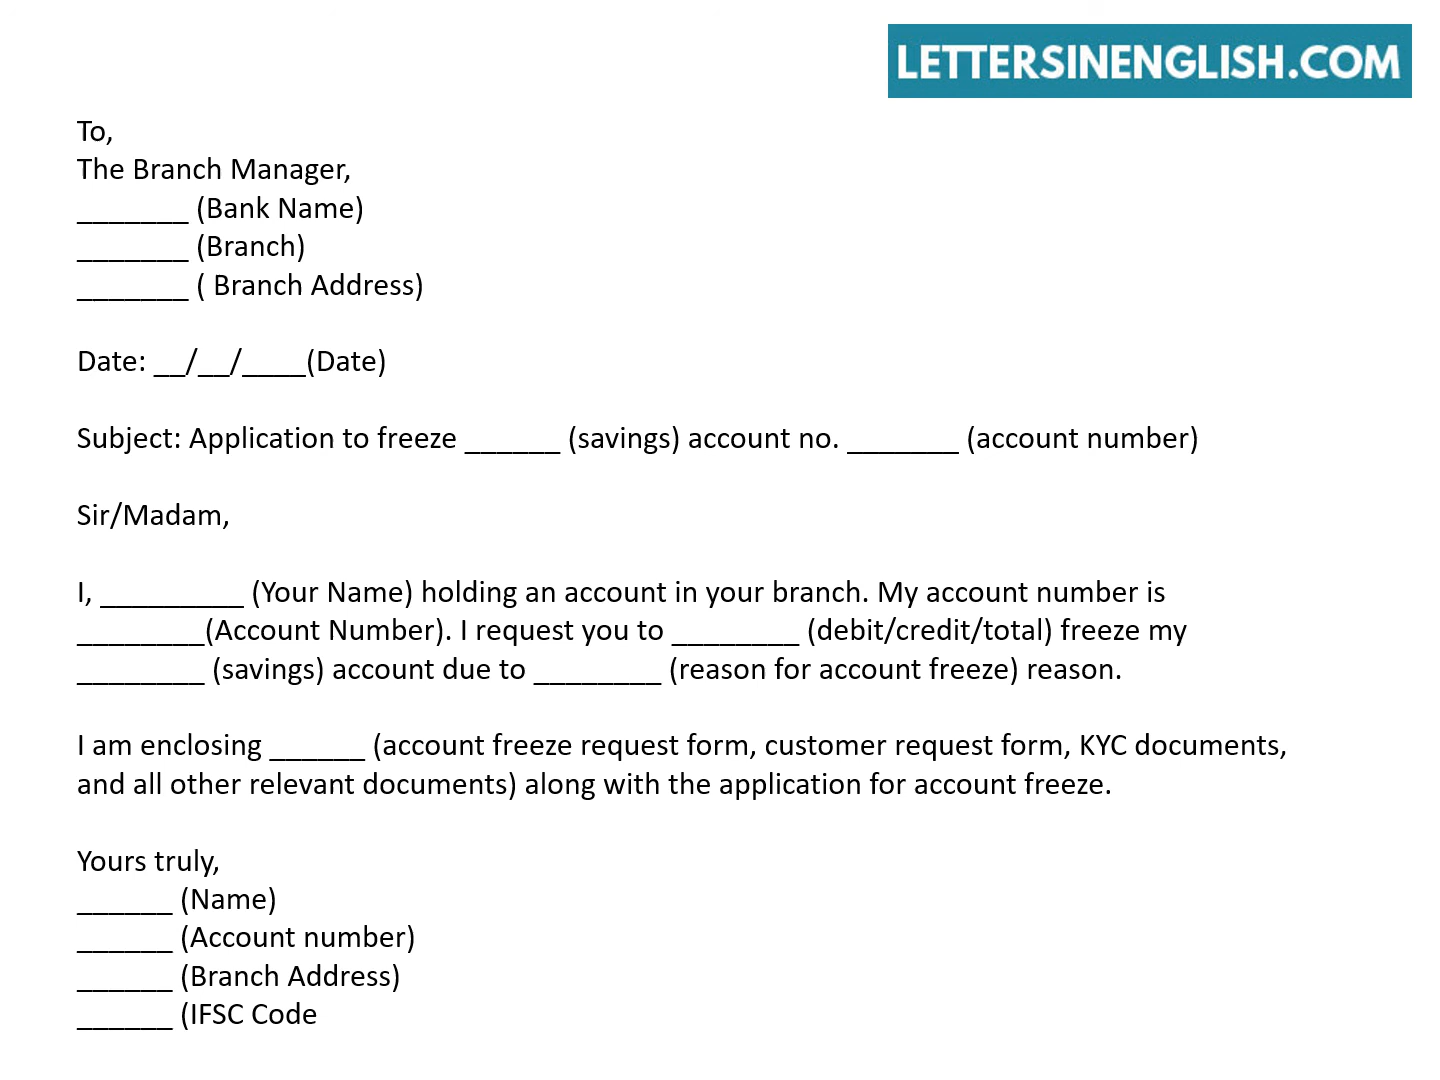 LETTERSINENGLISH.COM
To,
The Branch Manager,
_______ (Bank Name)
_______ (Branch)
_______ ( Branch Address)
Date: __/__/____(Date)
Subject: Application to freeze ______ (savings) account no. _______ (account number)
Sir/Madam,
I, _________ (Your Name) holding an account in your branch. My account number is
________(Account Number). I request you to ________ (debit/credit/total) freeze my
________ (savings) account due to ________ (reason for account freeze) reason.
I am enclosing ______ (account freeze request form, customer request form, KYC documents,
and all other relevant documents) along with the application for account freeze.
Yours truly,
______ (Name)
______ (Account number)
______ (Branch Address)
______ (IFSC Code